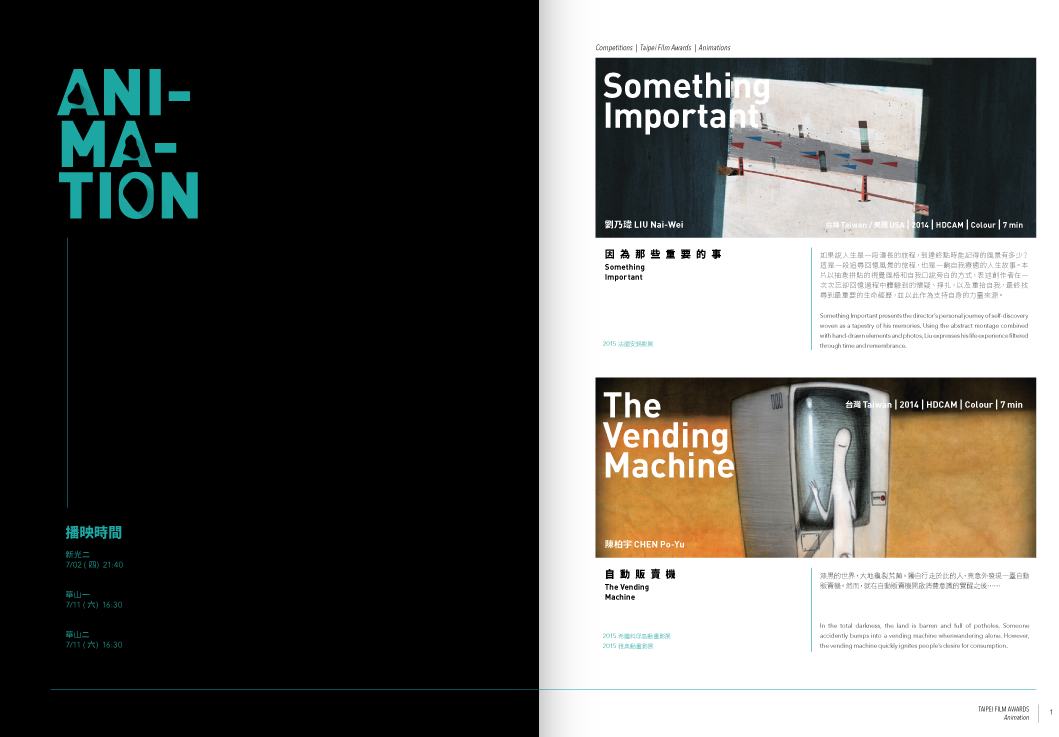 ANI-
MA-
TION
播映時間
新光二
7/02 ( 四) 21:40
華山一
7/11 ( 六) 16:30
華山二
7/11 ( 六) 16:30
Competitions | Taipei Film Awards | Animations
Something
Important
劉乃瑋 LIU Nai-Wei
台灣 Taiwan / 美國 USA | 2014 | HDCAM | Colour | 7 min
因為那些重要的事
Something
Important
2015 法國安錫影展
如果說人生是一段漫長的旅程，到達終點時能記得的風景有多少？
這是一段追尋回憶風景的旅程，也是一齣自我療癒的人生故事。本
片以抽象拼貼的視覺風格和自我口說旁白的方式，表述創作者在一
次次忘卻回憶過程中體驗到的懷疑、掙扎，以及重拾自我，最終找
尋到最重要的生命經歷，並以此作為支持自身的力量來源。
Something Important presents the director's personal journey of self-discovery
woven as a tapestry of his memories. Using the abstract montage combined
with hand-drawn elements and photos, Liu expresses his life experience filtered
through time and remembrance.
The
Vending
Machine
台灣 Taiwan | 2014 | HDCAM | Colour | 7 min
陳柏宇 CHEN Po-Yu
自動販賣機
The Vending
Machine
2015 希臘科孚島動畫影展
2015 雅典動畫影展
漆黑的世界，大地龜裂荒蕪。獨自行走於此的人，竟意外發現一臺自動
販賣機。然而，就在自動販賣機開啟消費意識的覺醒之後……
In the total darkness, the land is barren and full of potholes. Someone
accidently bumps into a vending machine whenwandering alone. However,
the vending machine quickly ignites people's desire for consumption.
TAIPEI FILM AWARDS
Animation
1